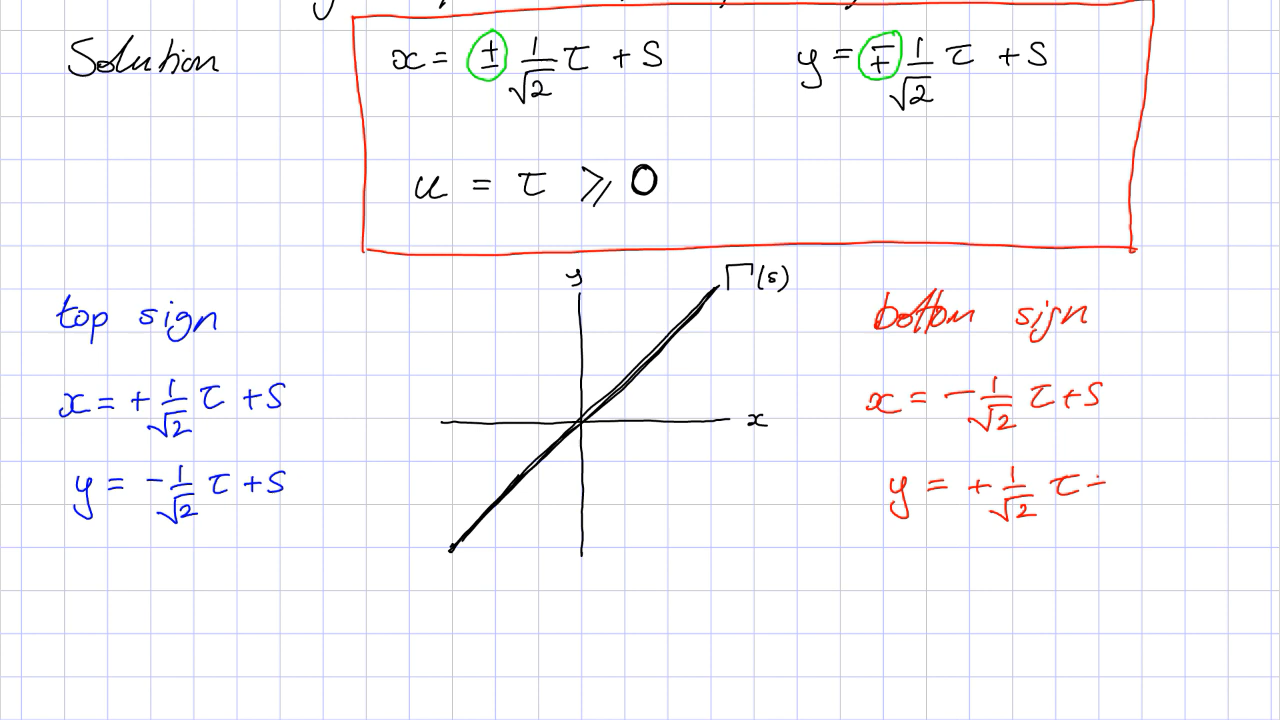 Solution
x = ± 1/√2 τ + S   y = ∓ 1/√2 τ + S
u = τ ⩾ 0
y
Γ(s)
x
top sign
x = + 1/√2 τ + S
y = - 1/√2 τ + S
bottom sign
x = - 1/√2 τ + S
y = + 1/√2 τ -